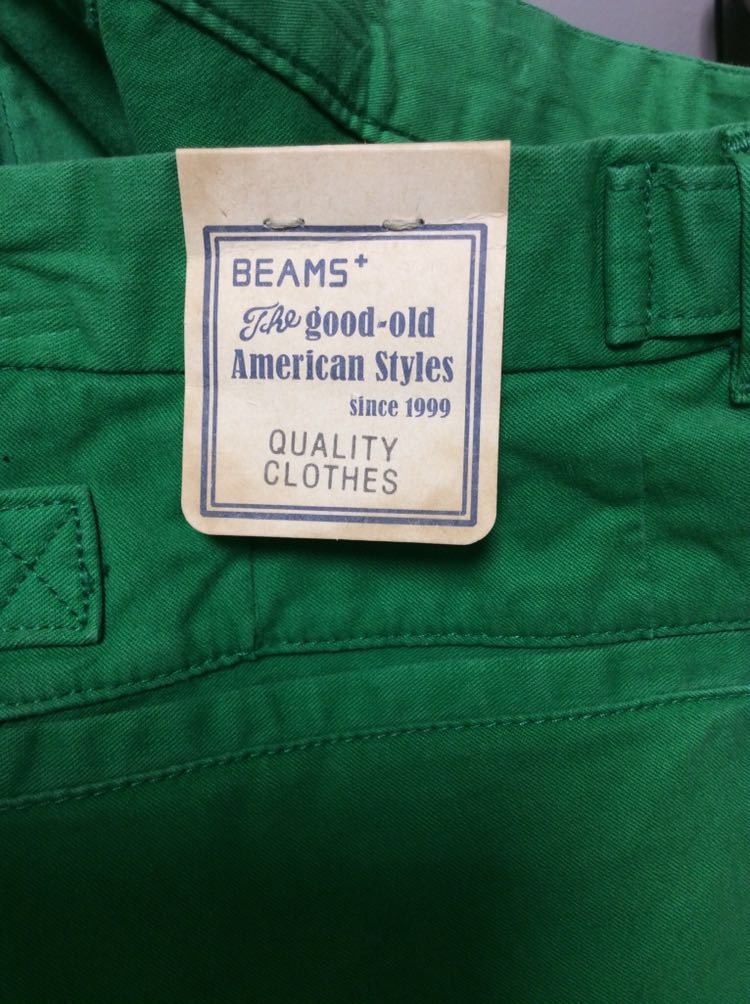 BEAMS+
The good-old
American Styles
since 1999
QUALITY
CLOTHES